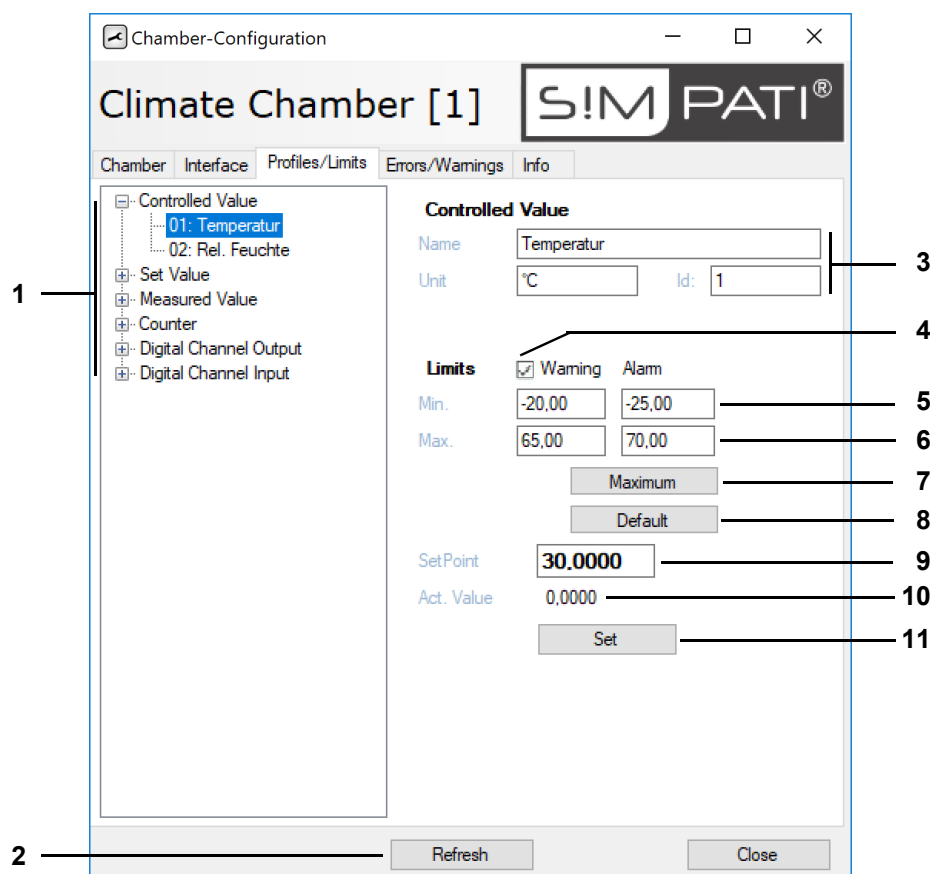 Chamber-Configuration
Climate Chamber [1]
S!MPATI®
Chamber Interface Profiles/Limits Errors/Warnings Info
Controlled Value
01: Temperatur
02: Rel. Feuchte
Set Value
Measured Value
Counter
Digital Channel Output
Digital Channel Input
1
Controlled Value
Name Temperatur
Unit °C Id: 1
3
4
Limits Warning Alarm
Min. -20,00 -25,00 5
Max. 65,00 70,00 6
Maximum 7
Default 8
SetPoint 30,0000 9
Act. Value 0,0000 10
Set 11
2 Refresh Close